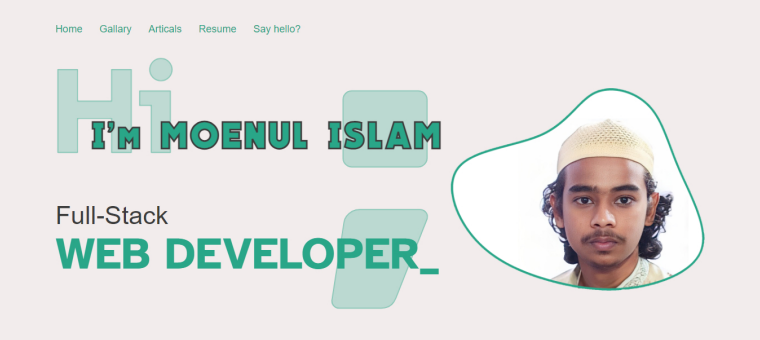 Home Gallary Articals Resume Say hello?
Hi
I'm MOENUL ISLAM
Full-Stack
WEB DEVELOPER_